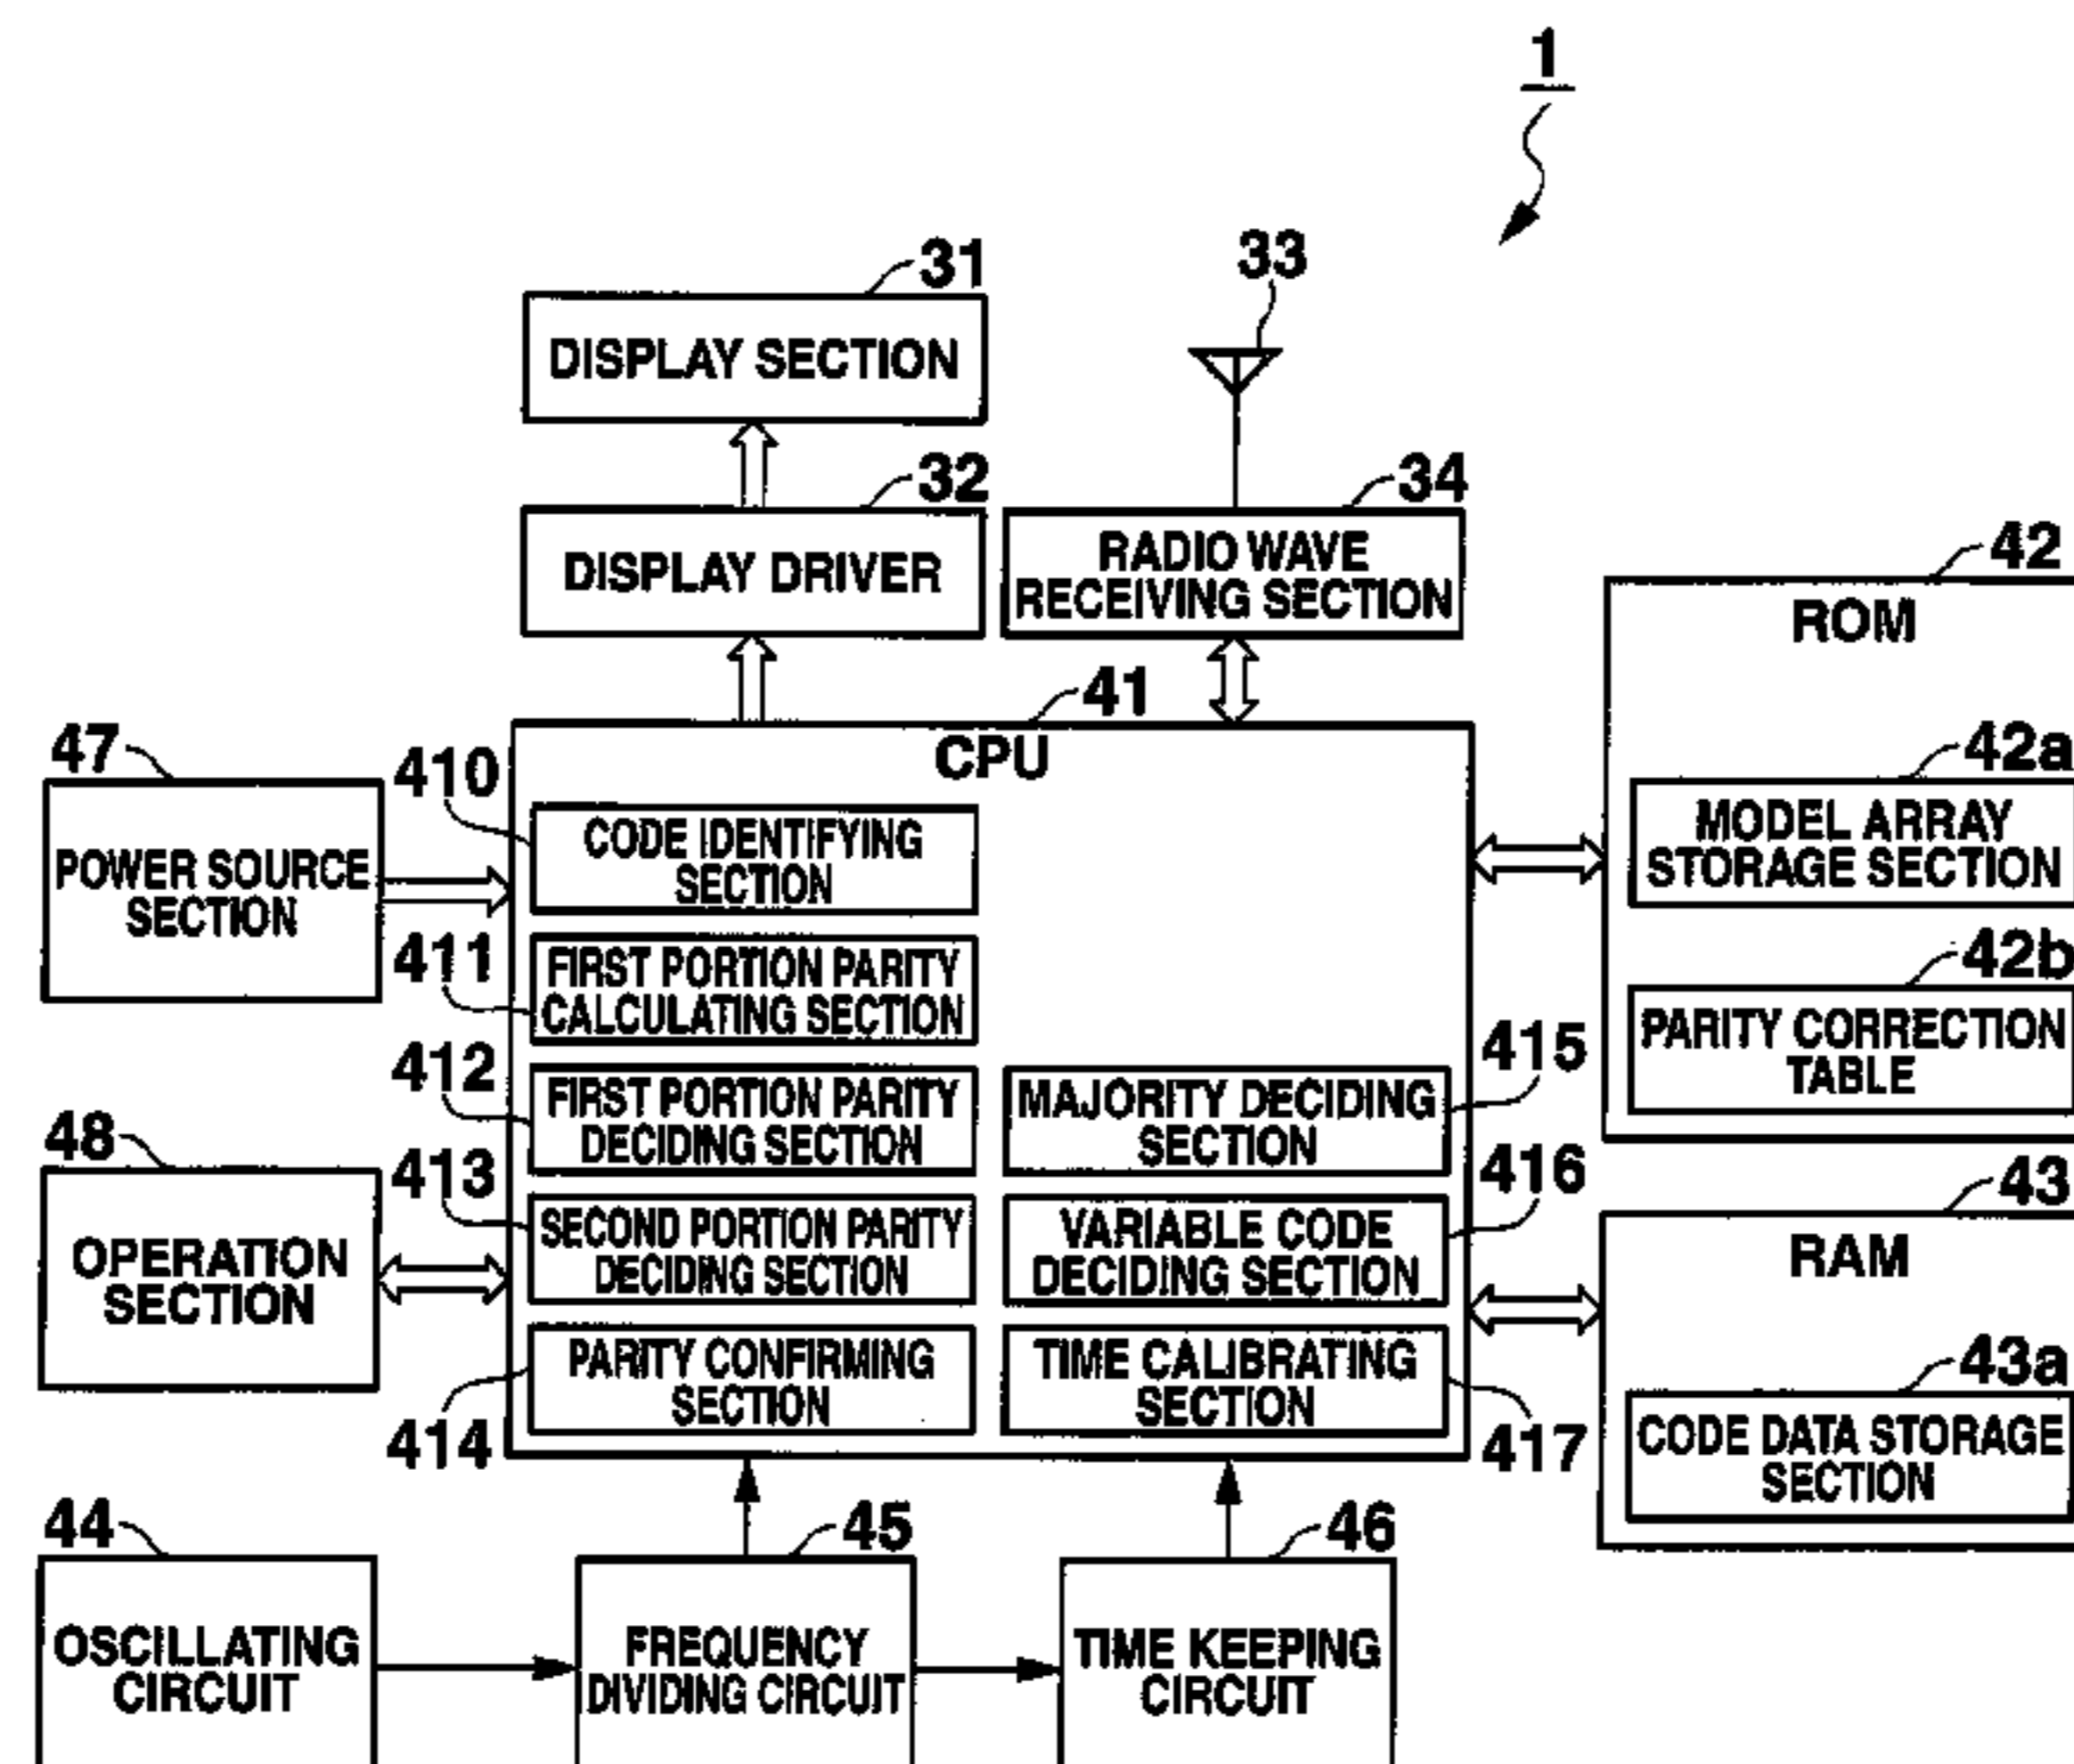 1
31
DISPLAY SECTION
33
32
DISPLAY DRIVER
34
RADIO WAVE
RECEIVING SECTION
42
ROM
41
CPU
47
POWER SOURCE
SECTION
410
CODE IDENTIFYING
SECTION
42a
MODEL ARRAY
STORAGE SECTION
411
FIRST PORTION PARITY
CALCULATING SECTION
42b
PARITY CORRECTION
TABLE
412
FIRST PORTION PARITY
DECIDING SECTION
415
MAJORITY DECIDING
SECTION
48
OPERATION
SECTION
413
SECOND PORTION PARITY
DECIDING SECTION
416
VARIABLE CODE
DECIDING SECTION
43
RAM
414
PARITY CONFIRMING
SECTION
417
TIME CALIBRATING
SECTION
43a
CODE DATA STORAGE
SECTION
44
OSCILLATING
CIRCUIT
45
FREQUENCY
DIVIDING CIRCUIT
46
TIME KEEPING
CIRCUIT